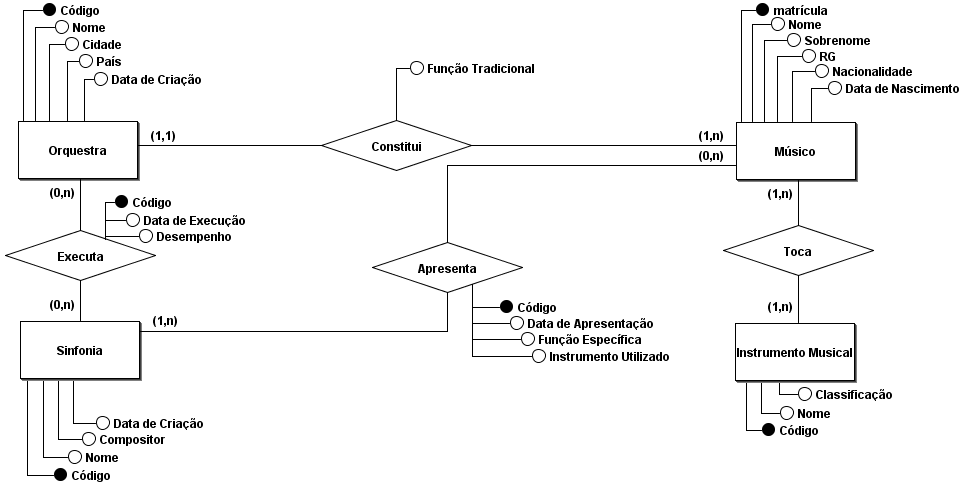 Código
Nome
Cidade
País
Data de Criação
Função Tradicional
matrícula
Nome
Sobrenome
RG
Nacionalidade
Data de Nascimento
Orquestra
(1,1)
Constitui
(1,n)
(0,n)
Músico
(0,n)
Código
Data de Execução
Desempenho
Executa
(0,n)
Apresenta
(1,n)
Toca
(1,n)
Sinfonia
(1,n)
Código
Data de Apresentação
Função Específica
Instrumento Utilizado
Instrumento Musical
Classificação
Nome
Código
Data de Criação
Compositor
Nome
Código